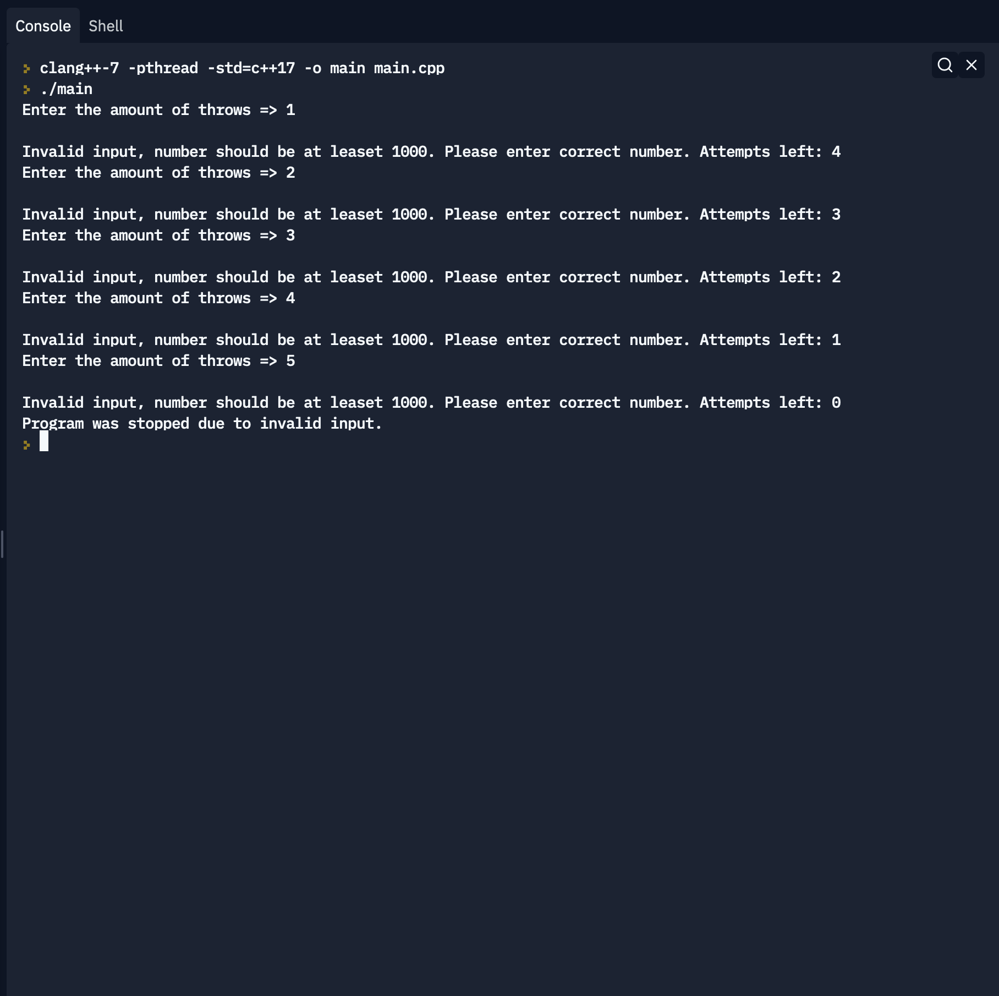 Console Shell
clang++-7 -pthread -std=c++17 -o main main.cpp
./main
Enter the amount of throws => 1
Invalid input, number should be at leaset 1000. Please enter correct number. Attempts left: 4
Enter the amount of throws => 2
Invalid input, number should be at leaset 1000. Please enter correct number. Attempts left: 3
Enter the amount of throws => 3
Invalid input, number should be at leaset 1000. Please enter correct number. Attempts left: 2
Enter the amount of throws => 4
Invalid input, number should be at leaset 1000. Please enter correct number. Attempts left: 1
Enter the amount of throws => 5
Invalid input, number should be at leaset 1000. Please enter correct number. Attempts left: 0
Program was stopped due to invalid input.